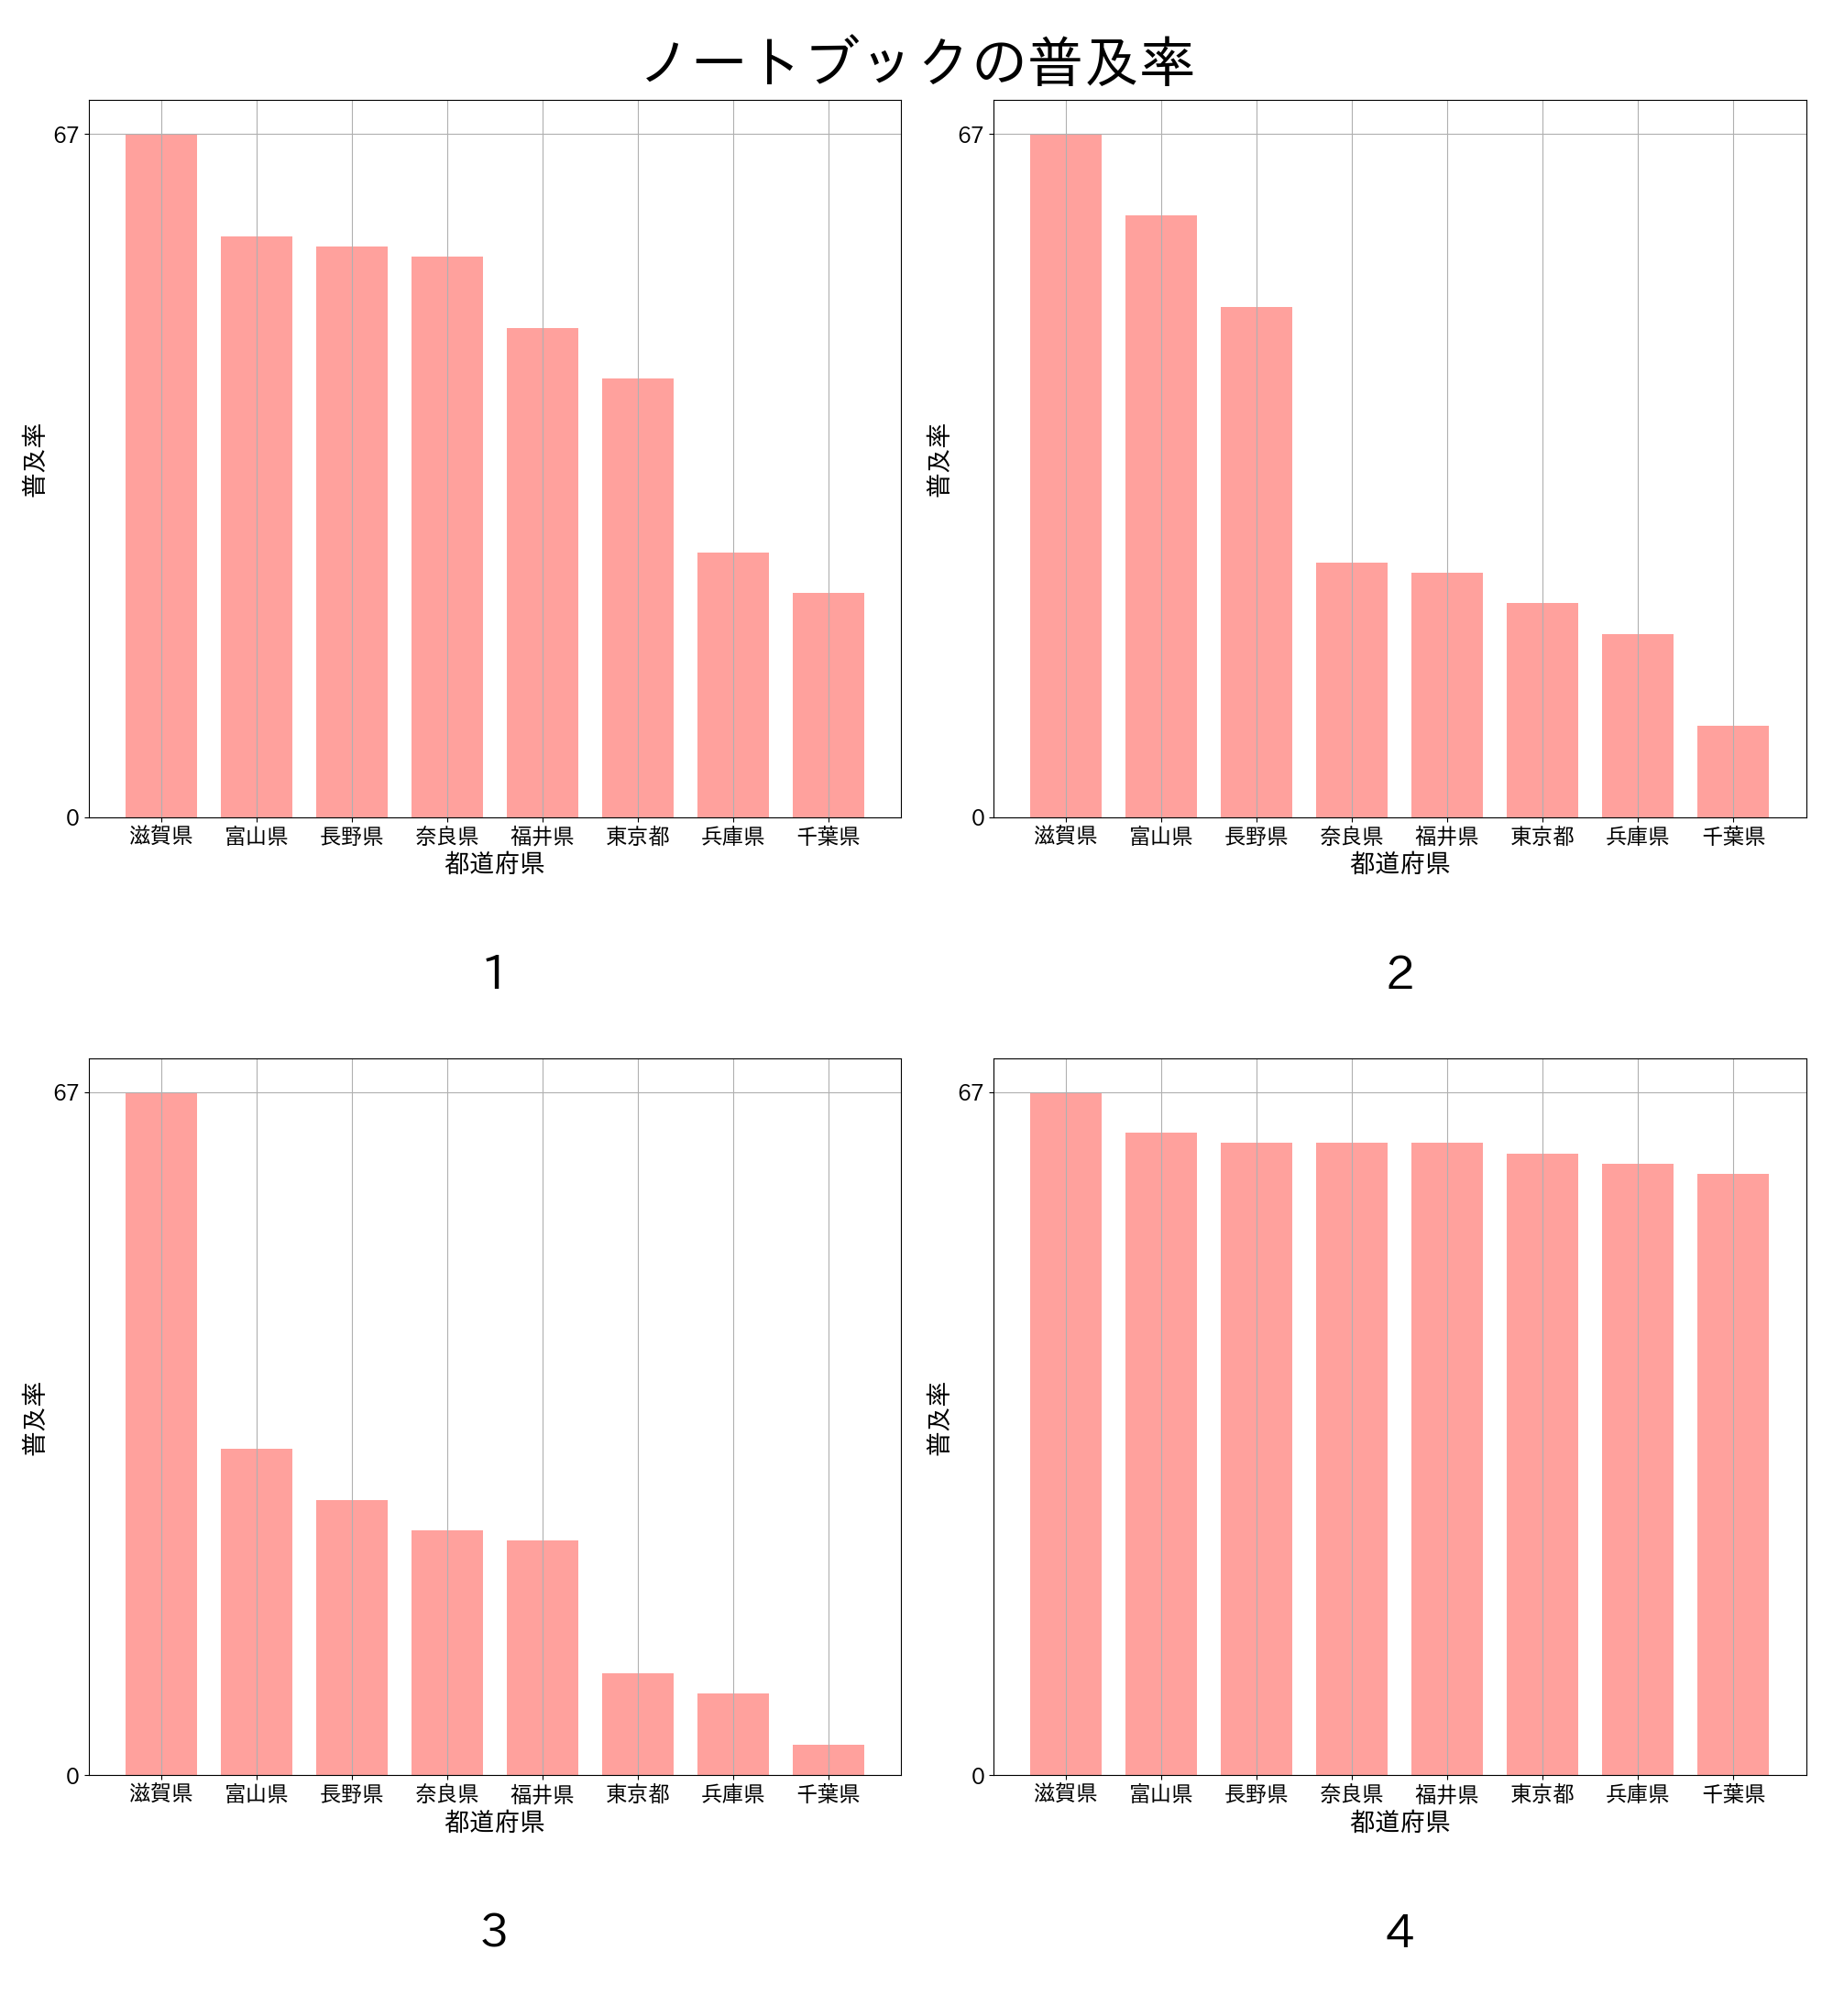 ノートブックの普及率
67
0
普及率
滋賀県 富山県 長野県 奈良県 福井県 東京都 兵庫県 千葉県
都道府県
1
67
0
普及率
滋賀県 富山県 長野県 奈良県 福井県 東京都 兵庫県 千葉県
都道府県
2
67
0
普及率
滋賀県 富山県 長野県 奈良県 福井県 東京都 兵庫県 千葉県
都道府県
3
67
0
普及率
滋賀県 富山県 長野県 奈良県 福井県 東京都 兵庫県 千葉県
都道府県
4